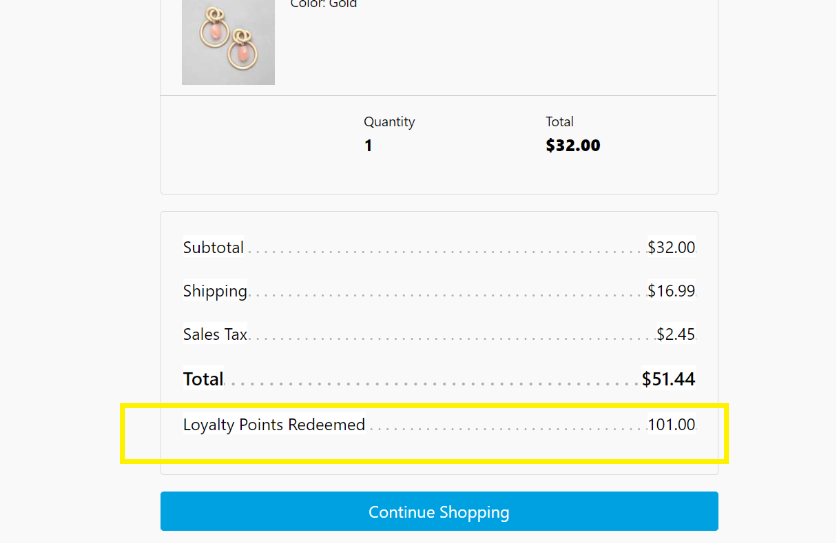 Color: Gold
Quantity Total
1 $32.00
Subtotal $32.00
Shipping $16.99
Sales Tax $2.45
Total $51.44
Loyalty Points Redeemed 101.00
Continue Shopping